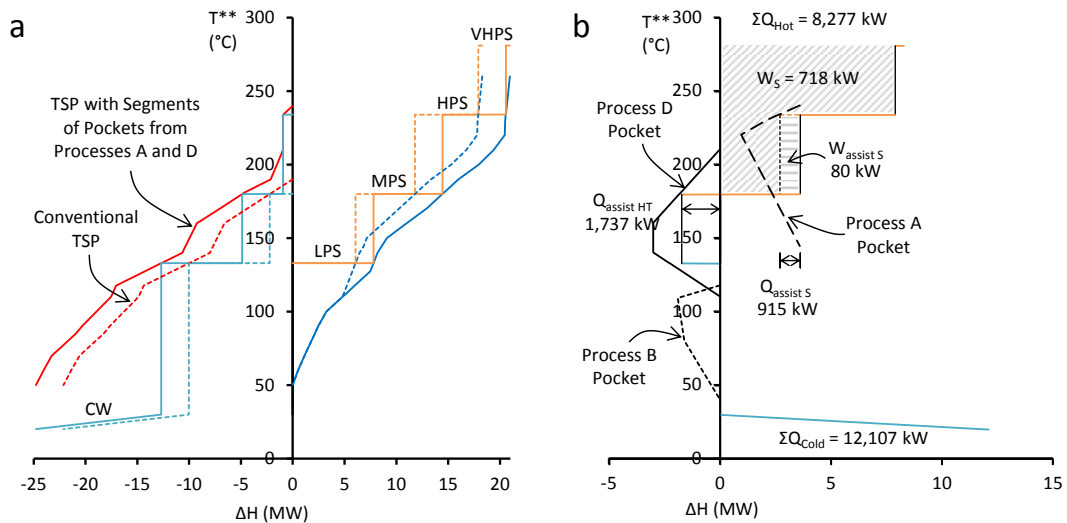 a
T**
(°C)
300
250
200
150
100
50
0
VHPS
HPS
MPS
LPS
TSP with Segments
of Pockets from
Processes A and D
Conventional
TSP
CW
-25
-20
-15
-10
-5
0
5
10
15
20
ΔH (MW)
b
T**
(°C)
300
250
200
150
100
50
0
ΣQHot = 8,277 kW
WS = 718 kW
Process D
Pocket
Wassist S
80 kW
Qassist HT
1,737 kW
Process A
Pocket
Qassist S
915 kW
Process B
Pocket
ΣQCold = 12,107 kW
-5
0
5
10
15
ΔH (MW)